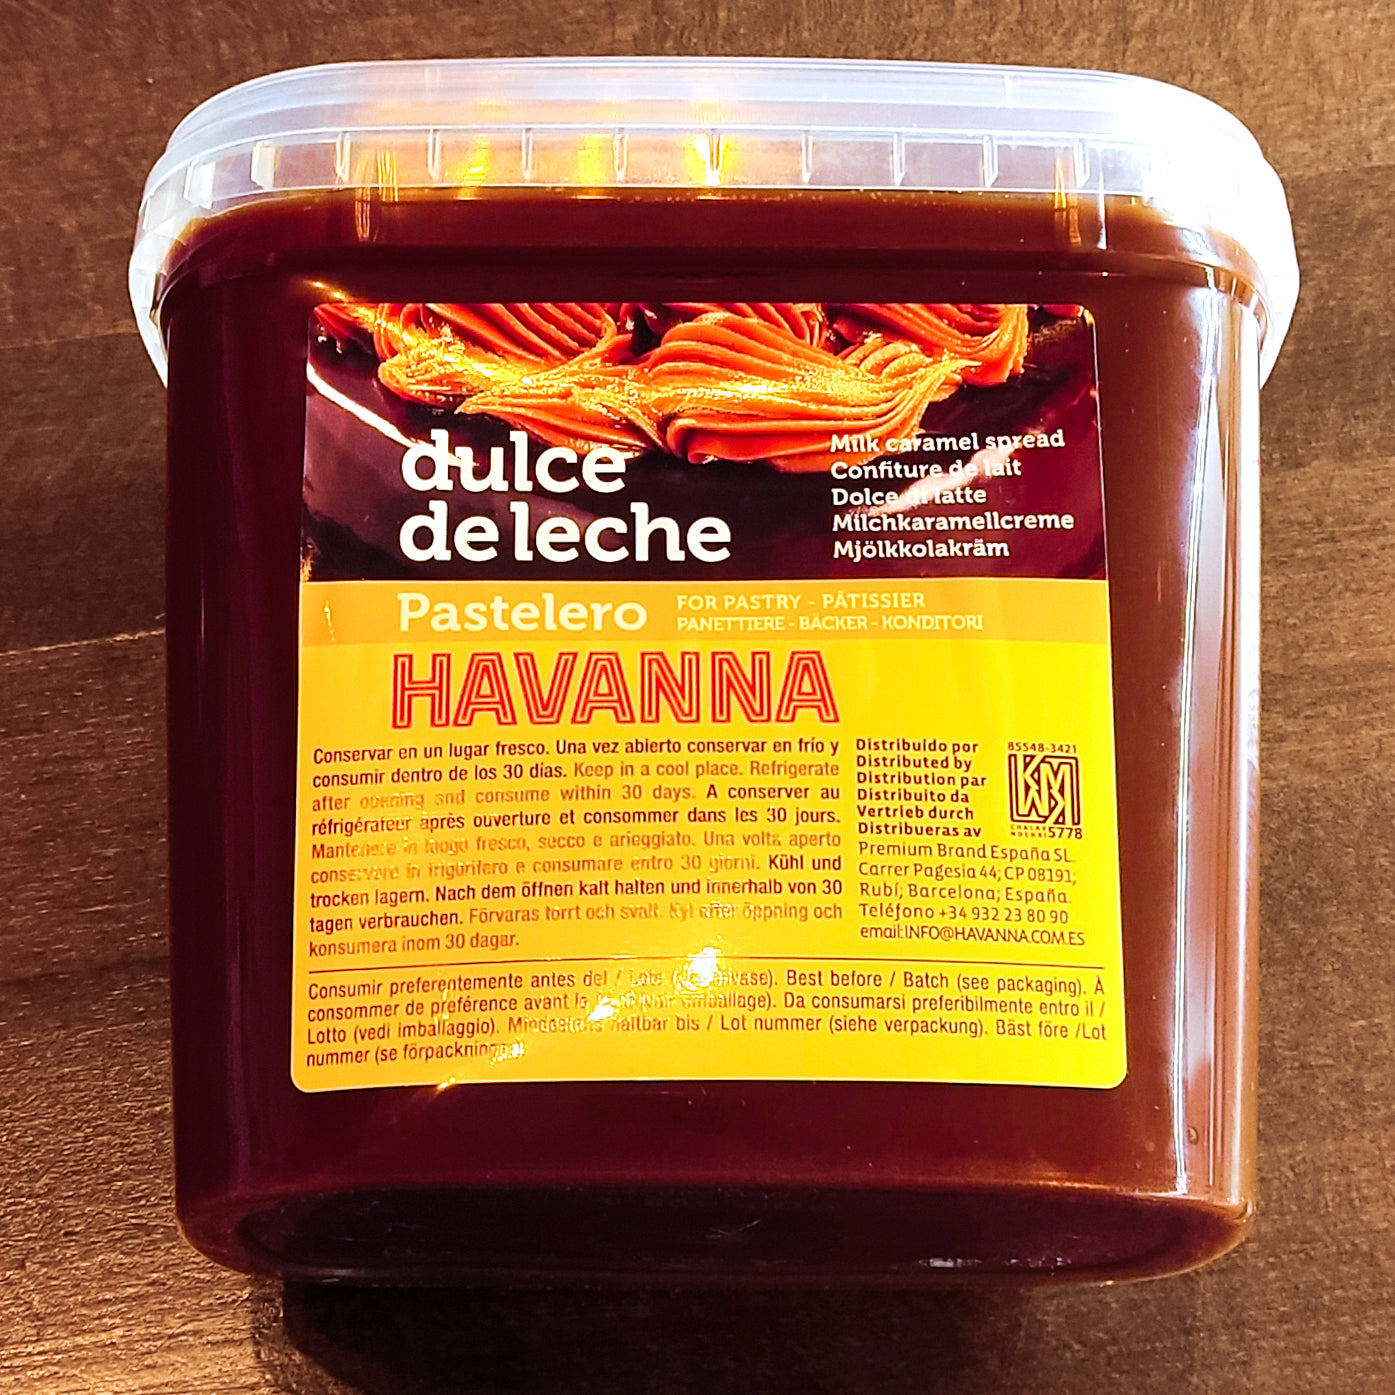 dulce
de leche
Milk caramel spread
Confiture de lait
Dolce di latte
Milchkaramellcreme
Mjölkkolakräm
Pastelero
FOR PASTRY - PÂTISSIER
PANETTIERE - BÄCKER - KONDITORI
HAVANNA
Conservar en un lugar fresco. Una vez abierto conservar en frío y
consumir dentro de los 30 días. Keep in a cool place. Refrigerate
after opening and consume within 30 days. A conserver au
réfrigérateur après ouverture et consommer dans les 30 jours.
in luogo fresco, secco e arieggiato. Una volta aperto
in frigorifero e consumare entro 30 giorni. Kühl und
trocken lagern. Nach dem öffnen kalt halten und innerhalb von 30
tagen verbrauchen. Förvaras torrt och svalt. Kyl efter öppning och
konsumera inom 30 dagar.
Distribuido por
Distributed by
Distribution par
Distribuito da
Vertrieb durch
Distribueras av
85548-3421
KM
5778
Premium Brand España SL.
Carrer Pagesia 44; CP 08191;
Rubí; Barcelona; España.
Teléfono +34 932 23 80 90
email:INFO@HAVANNA.COM.ES
Consumir preferentemente antes del / Lote envase). Best before / Batch (see packaging). À
consommer de préférence avant le emballage). Da consumarsi preferibilmente entro il /
Lotto (vedi imballaggio). Mindestens haltbar bis / Lot nummer (siehe verpackung). Bäst före /Lot
nummer (se